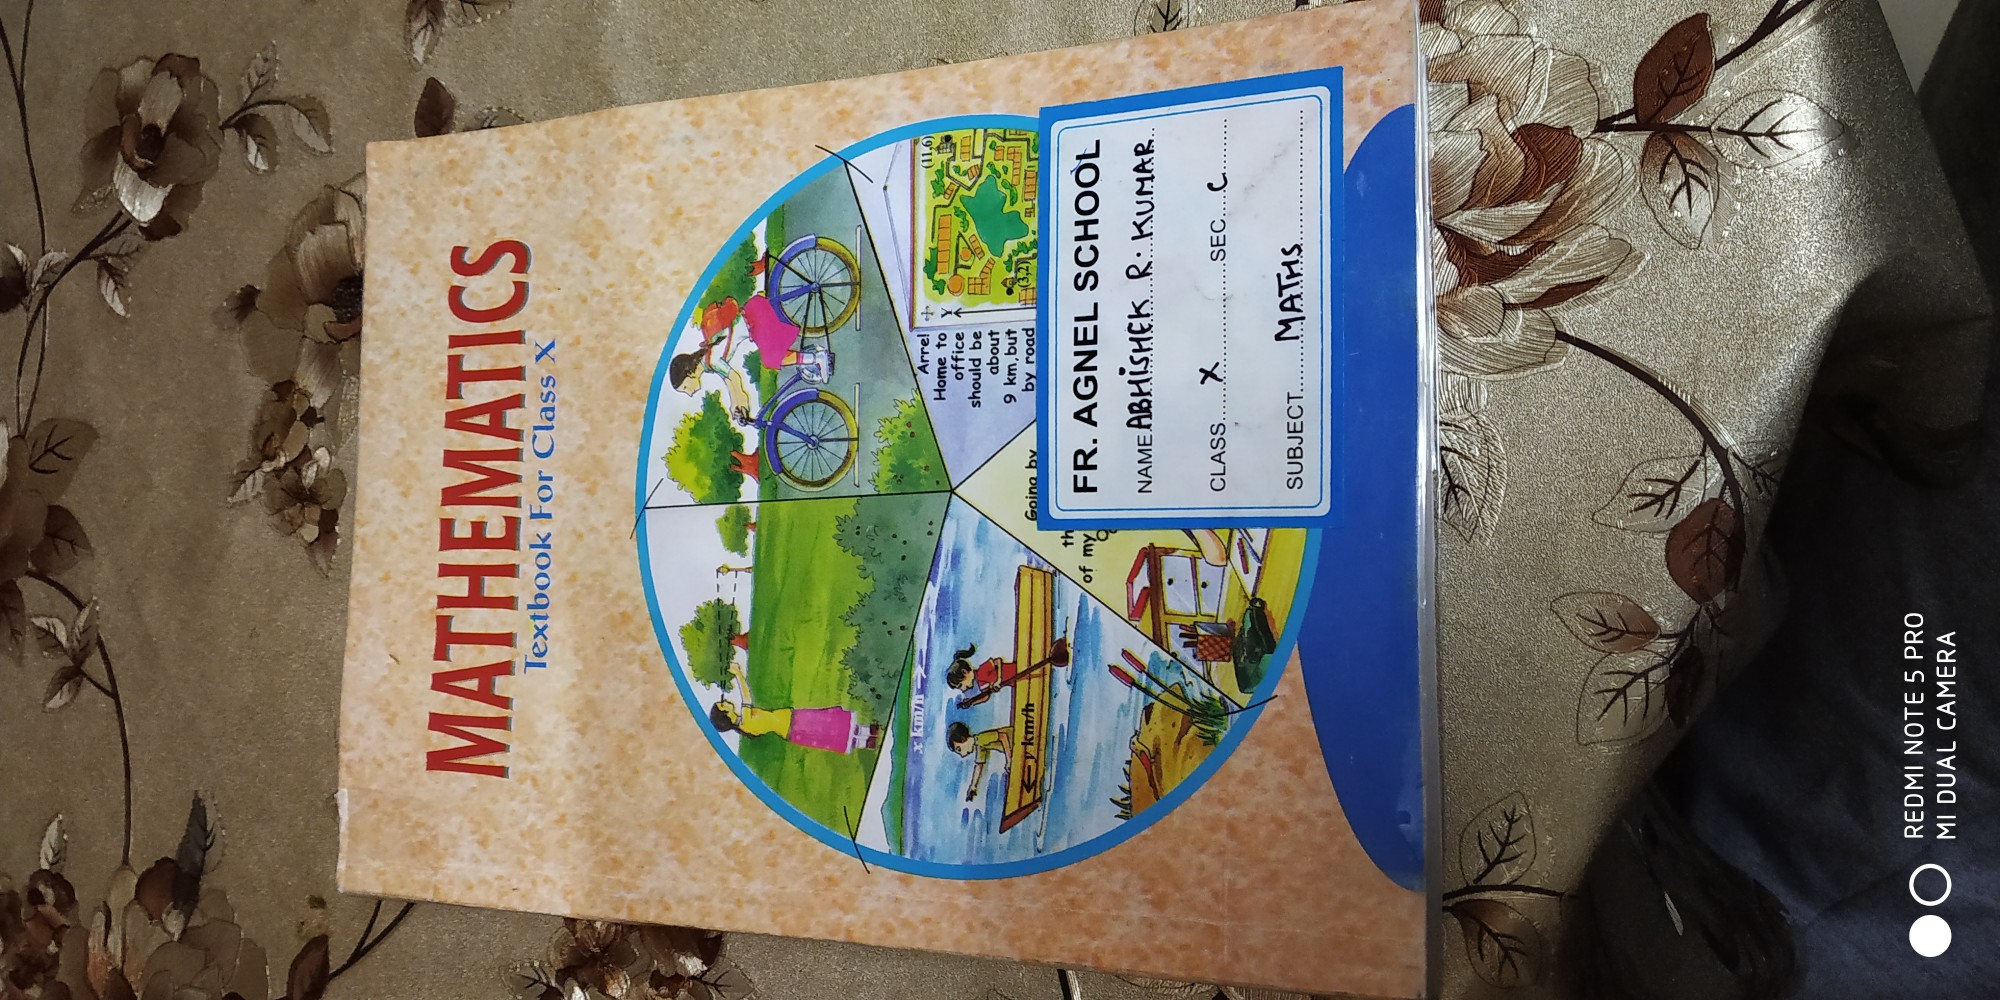 MATHEMATICS
Textbook For Class X
(11,6)
(3,2)
Y
Arrel
Home to
office
should be
about
9 km, but
by road
x km/h
y km/h
Going by
th
of my
FR. AGNEL SCHOOL
NAME ABHISHEK R. KUMAR
CLASS X SEC C
SUBJECT MATHS
REDMI NOTE 5 PRO
MI DUAL CAMERA